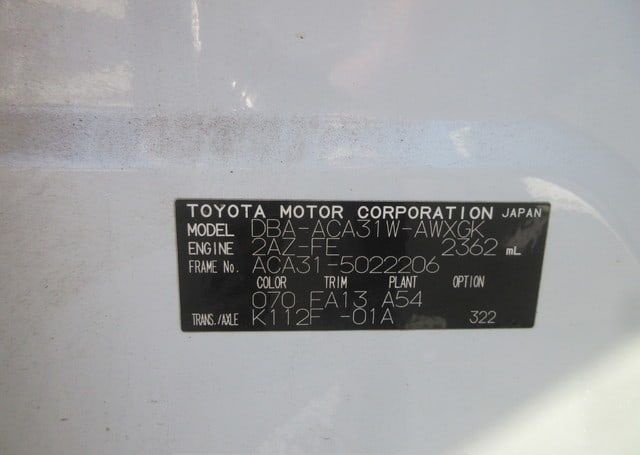 TOYOTA MOTOR CORPORATION JAPAN
MODEL DBA-ACA31W-AWXGK
ENGINE 2AZ-FE 2362 mL
FRAME No. ACA31-5022206
COLOR TRIM PLANT OPTION
070 FA13 A54
TRANS./AXLE K112F -01A 322